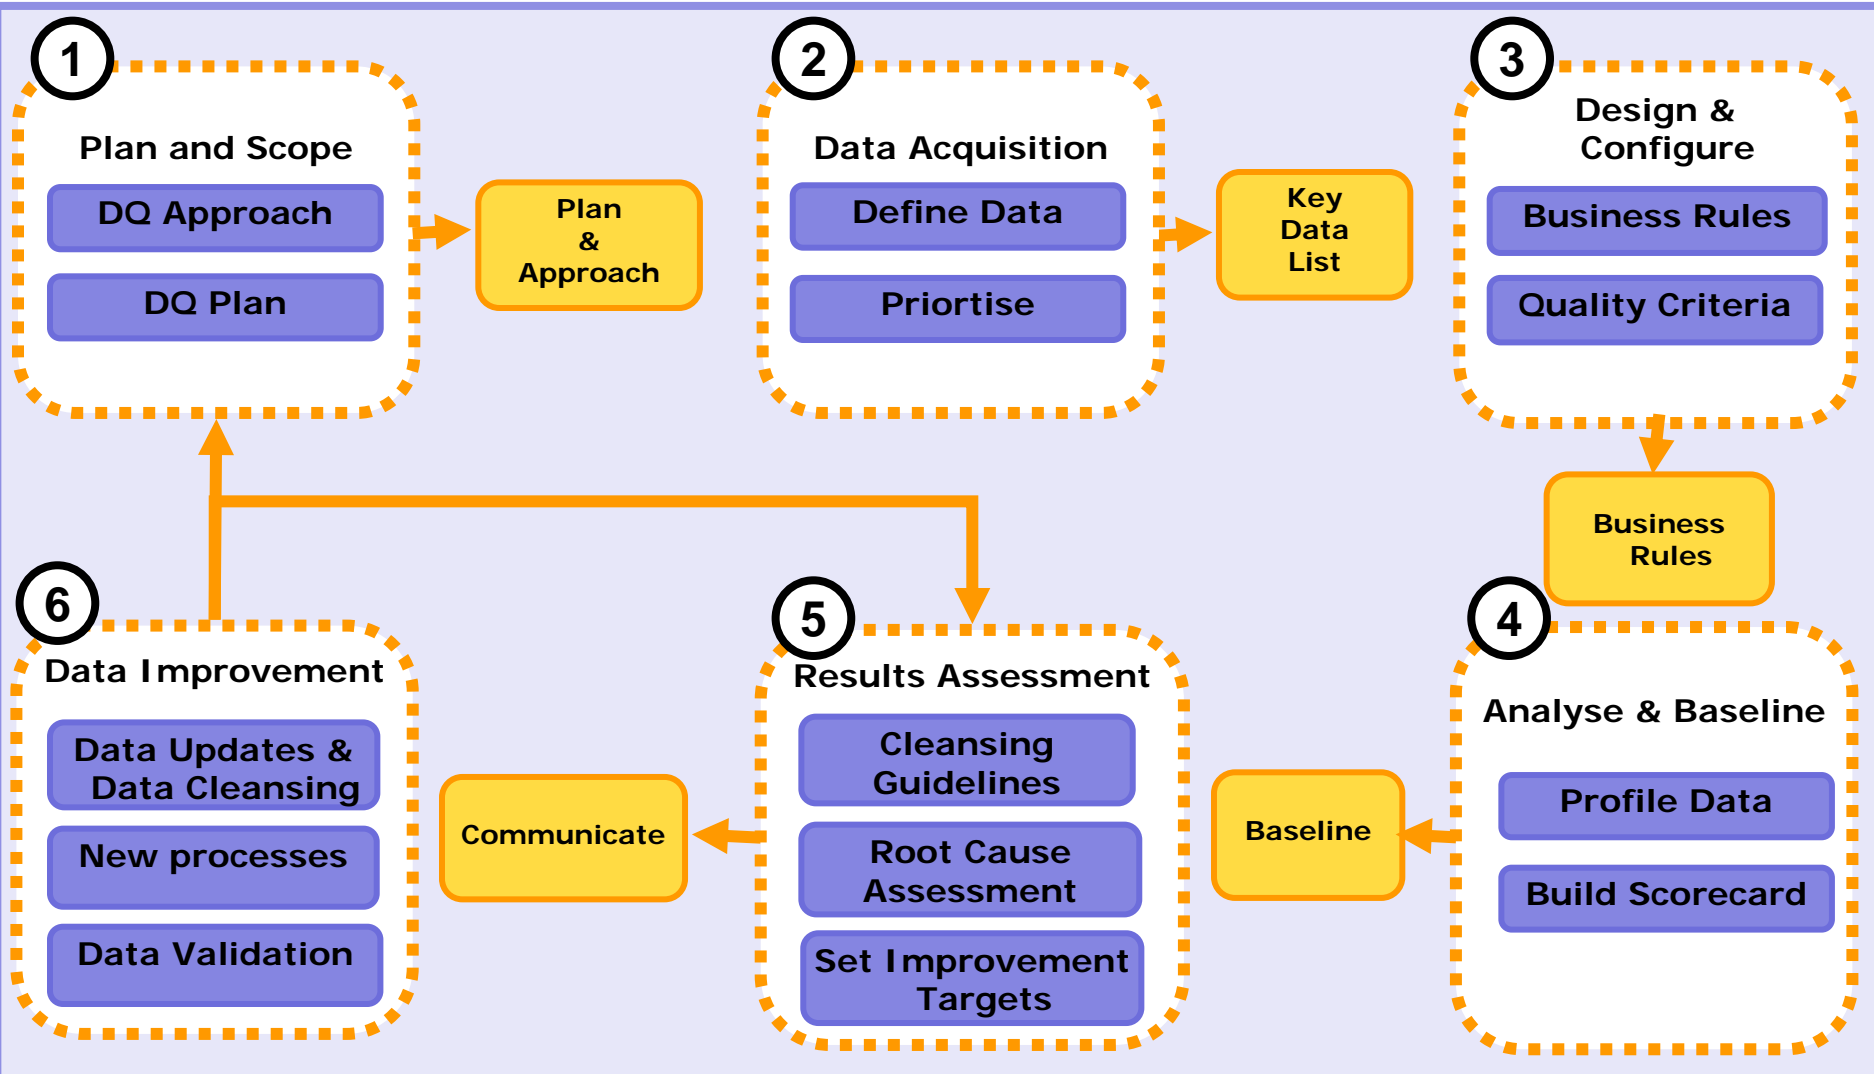 1
Plan and Scope
DQ Approach
DQ Plan
Plan
&
Approach
2
Data Acquisition
Define Data
Priortise
Key
Data
List
3
Design &
Configure
Business Rules
Quality Criteria
Business
Rules
4
Analyse & Baseline
Profile Data
Build Scorecard
Baseline
5
Results Assessment
Cleansing
Guidelines
Root Cause
Assessment
Set Improvement
Targets
Communicate
6
Data Improvement
Data Updates &
Data Cleansing
New processes
Data Validation